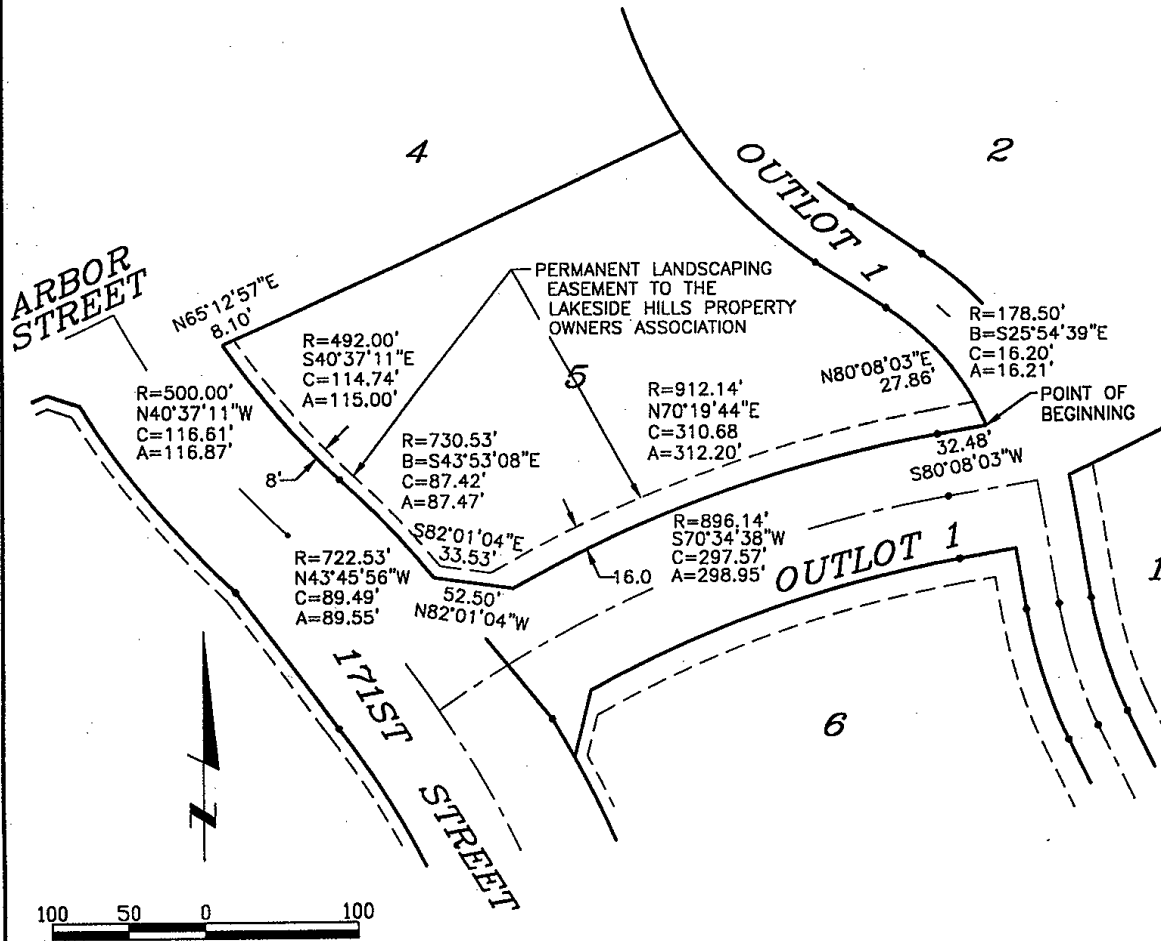 4
2
OUTLOT 1
ARBOR
STREET
N65°12'57"E
8.10'
PERMANENT LANDSCAPING
EASEMENT TO THE
LAKESIDE HILLS PROPERTY
OWNERS ASSOCIATION
R=492.00'
S40°37'11"E
C=114.74'
A=115.00'
R=178.50'
B=S25°54'39"E
C=16.20'
A=16.21'
5
R=500.00'
N40°37'11"W
C=116.61'
A=116.87'
N80°08'03"E
27.86'
R=912.14'
N70°19'44"E
C=310.68
A=312.20'
POINT OF
BEGINNING
R=730.53'
B=S43°53'08"E
C=87.42'
A=87.47'
32.48'
S80°08'03"W
8'
S82°01'04"E
33.53'
R=896.14'
S70°34'38"W
C=297.57'
A=298.95'
R=722.53'
N43°45'56"W
C=89.49'
A=89.55'
OUTLOT 1
16.0
52.50'
N82°01'04"W
1
171ST
STREET
6
N
100 50 0 100